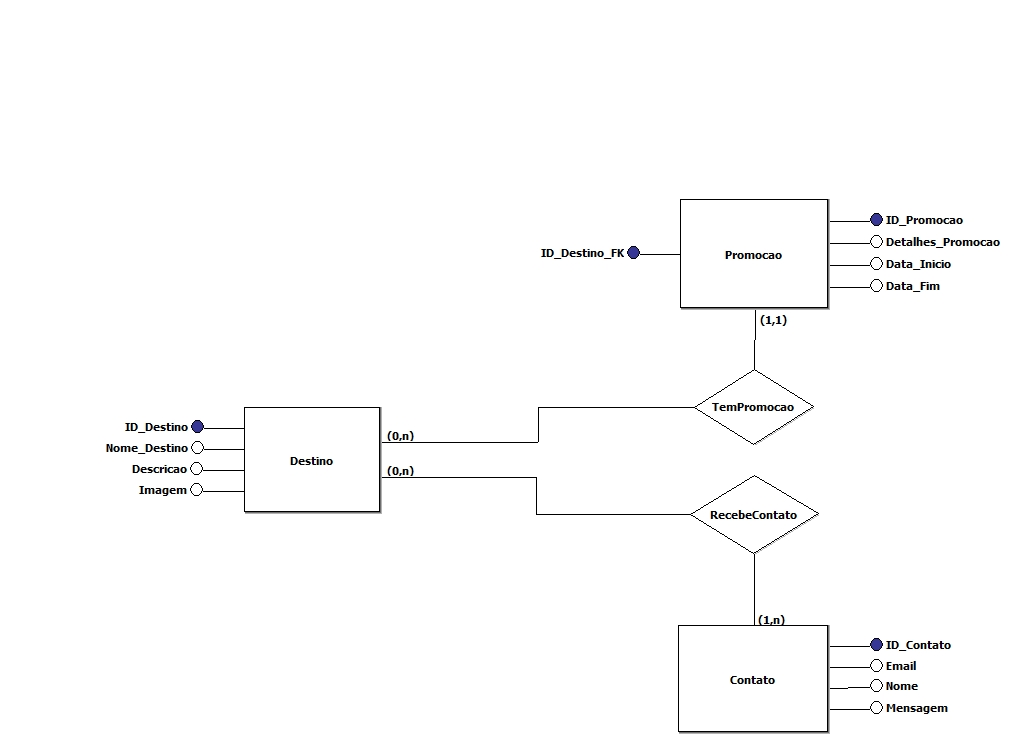 ID_Promocao
ID_Destino_FK
Promocao
Detalhes_Promocao
Data_Inicio
Data_Fim
(1,1)
TemPromocao
ID_Destino
Nome_Destino
Descricao
Imagem
Destino
(0,n)
(0,n)
RecebeContato
(1,n)
Contato
ID_Contato
Email
Nome
Mensagem